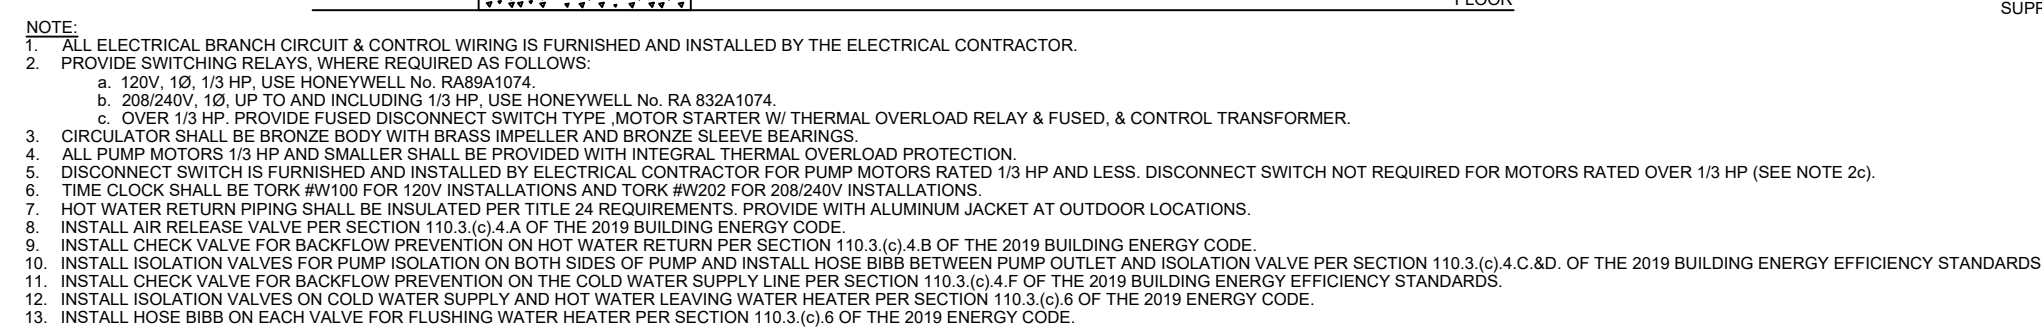 FLOOR
SUPP
NOTE:
1. ALL ELECTRICAL BRANCH CIRCUIT & CONTROL WIRING IS FURNISHED AND INSTALLED BY THE ELECTRICAL CONTRACTOR.
2. PROVIDE SWITCHING RELAYS, WHERE REQUIRED AS FOLLOWS:
a. 120V, 1Ø, 1/3 HP, USE HONEYWELL No. RA89A1074.
b. 208/240V, 1Ø, UP TO AND INCLUDING 1/3 HP, USE HONEYWELL No. RA 832A1074.
c. OVER 1/3 HP. PROVIDE FUSED DISCONNECT SWITCH TYPE ,MOTOR STARTER W/ THERMAL OVERLOAD RELAY & FUSED, & CONTROL TRANSFORMER.
3. CIRCULATOR SHALL BE BRONZE BODY WITH BRASS IMPELLER AND BRONZE SLEEVE BEARINGS.
4. ALL PUMP MOTORS 1/3 HP AND SMALLER SHALL BE PROVIDED WITH INTEGRAL THERMAL OVERLOAD PROTECTION.
5. DISCONNECT SWITCH IS FURNISHED AND INSTALLED BY ELECTRICAL CONTRACTOR FOR PUMP MOTORS RATED 1/3 HP AND LESS. DISCONNECT SWITCH NOT REQUIRED FOR MOTORS RATED OVER 1/3 HP (SEE NOTE 2c).
6. TIME CLOCK SHALL BE TORK #W100 FOR 120V INSTALLATIONS AND TORK #W202 FOR 208/240V INSTALLATIONS.
7. HOT WATER RETURN PIPING SHALL BE INSULATED PER TITLE 24 REQUIREMENTS. PROVIDE WITH ALUMINUM JACKET AT OUTDOOR LOCATIONS.
8. INSTALL AIR RELEASE VALVE PER SECTION 110.3.(c).4.A OF THE 2019 BUILDING ENERGY CODE.
9. INSTALL CHECK VALVE FOR BACKFLOW PREVENTION ON HOT WATER RETURN PER SECTION 110.3.(c).4.B OF THE 2019 BUILDING ENERGY CODE.
10. INSTALL ISOLATION VALVES FOR PUMP ISOLATION ON BOTH SIDES OF PUMP AND INSTALL HOSE BIBB BETWEEN PUMP OUTLET AND ISOLATION VALVE PER SECTION 110.3.(c).4.C.&D. OF THE 2019 BUILDING ENERGY EFFICIENCY STANDARDS
11. INSTALL CHECK VALVE FOR BACKFLOW PREVENTION ON THE COLD WATER SUPPLY LINE PER SECTION 110.3.(c).4.F OF THE 2019 BUILDING ENERGY EFFICIENCY STANDARDS.
12. INSTALL ISOLATION VALVES ON COLD WATER SUPPLY AND HOT WATER LEAVING WATER HEATER PER SECTION 110.3.(c).6 OF THE 2019 ENERGY CODE.
13. INSTALL HOSE BIBB ON EACH VALVE FOR FLUSHING WATER HEATER PER SECTION 110.3.(c).6 OF THE 2019 ENERGY CODE.